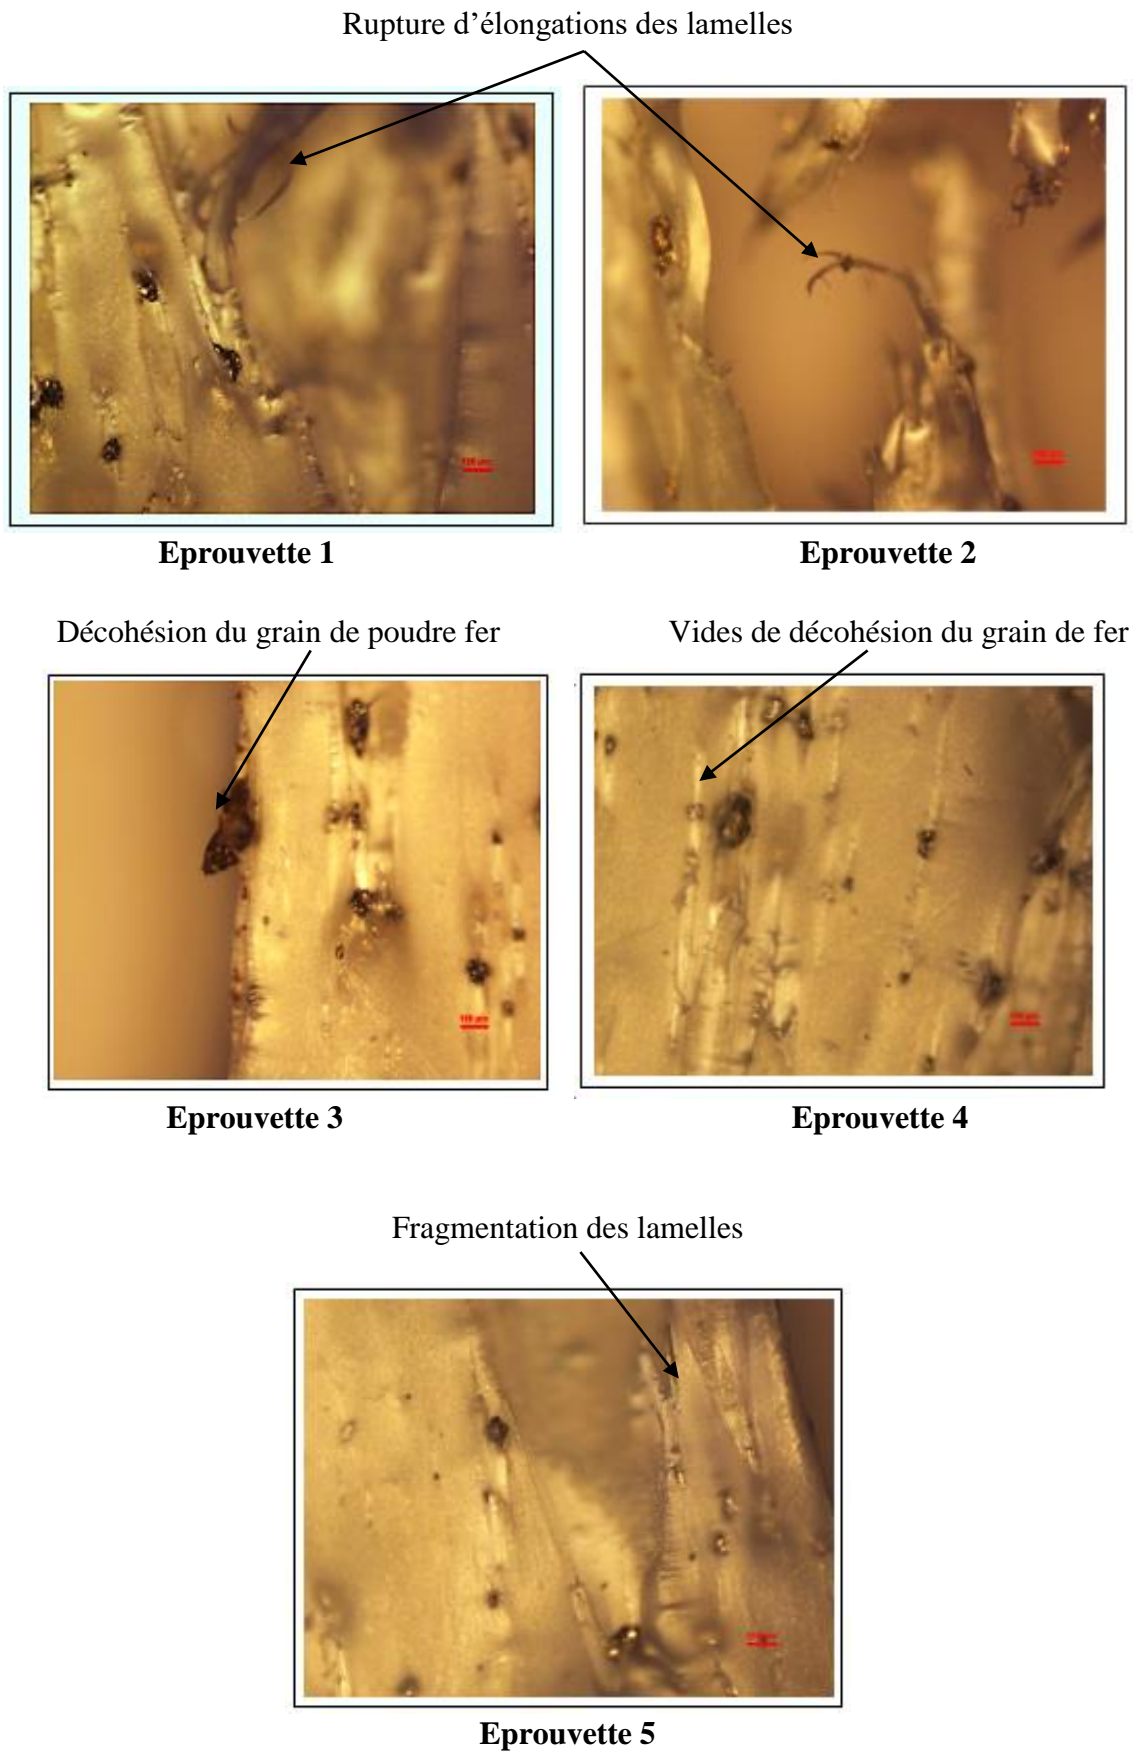 Rupture d’élongations des lamelles
Eprouvette 1
Eprouvette 2
Décohésion du grain de poudre fer
Vides de décohésion du grain de fer
Eprouvette 3
Eprouvette 4
Fragmentation des lamelles
Eprouvette 5